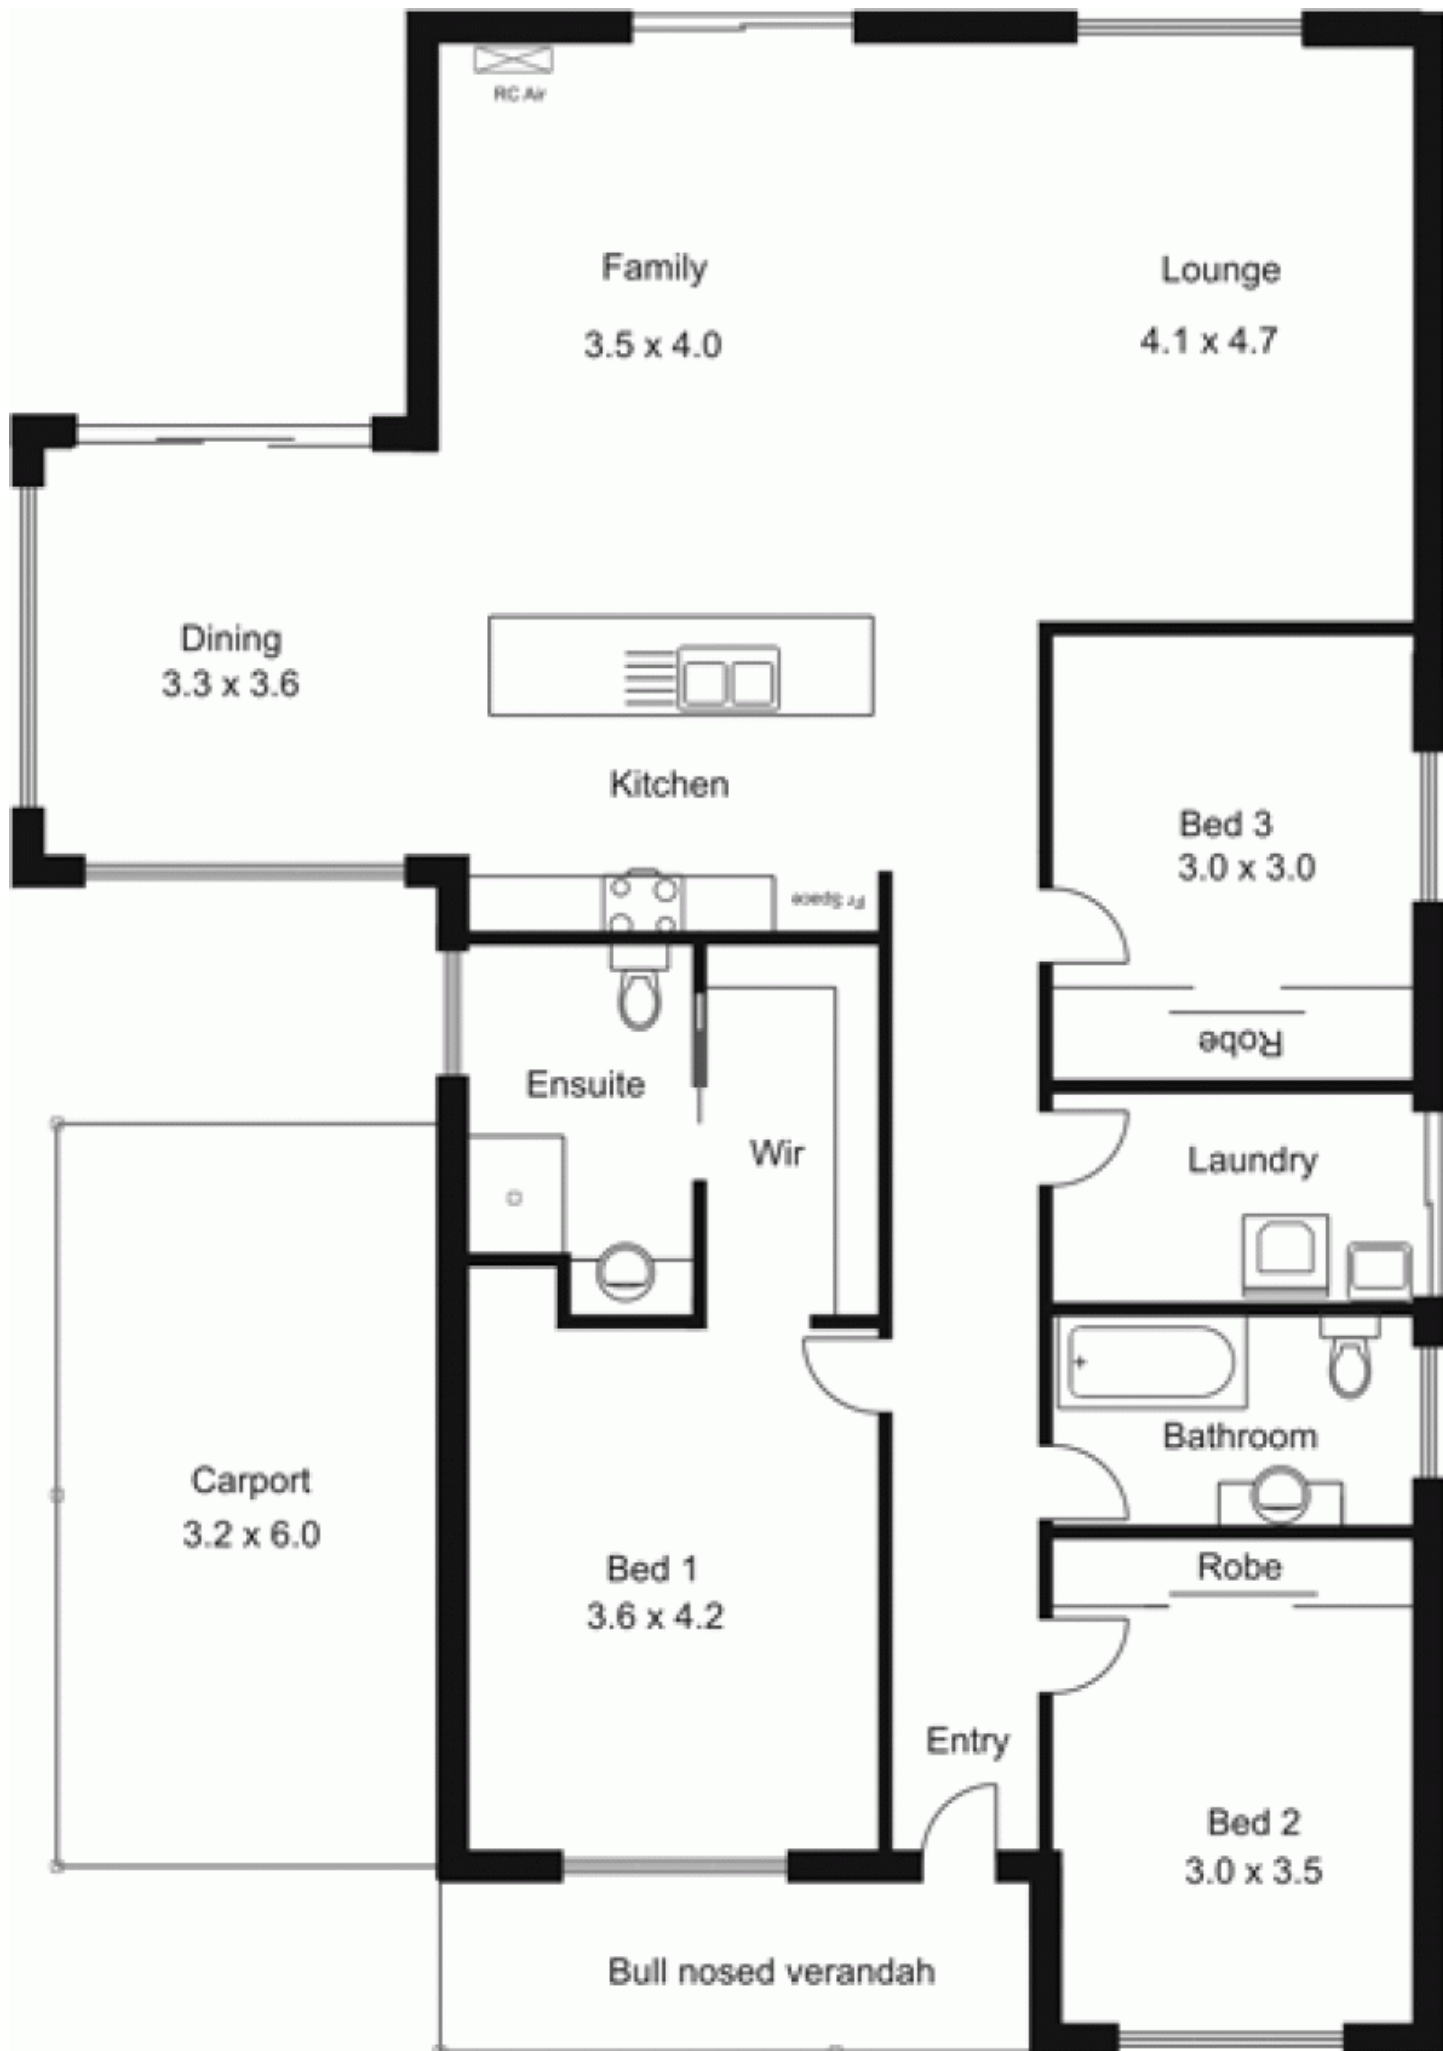 RC Air
Family
3.5 x 4.0
Lounge
4.1 x 4.7
Dining
3.3 x 3.6
Kitchen
Fr Space
Bed 3
3.0 x 3.0
Robe
Ensuite
Wir
Laundry
Bathroom
Carport
3.2 x 6.0
Bed 1
3.6 x 4.2
Robe
Entry
Bed 2
3.0 x 3.5
Bull nosed verandah